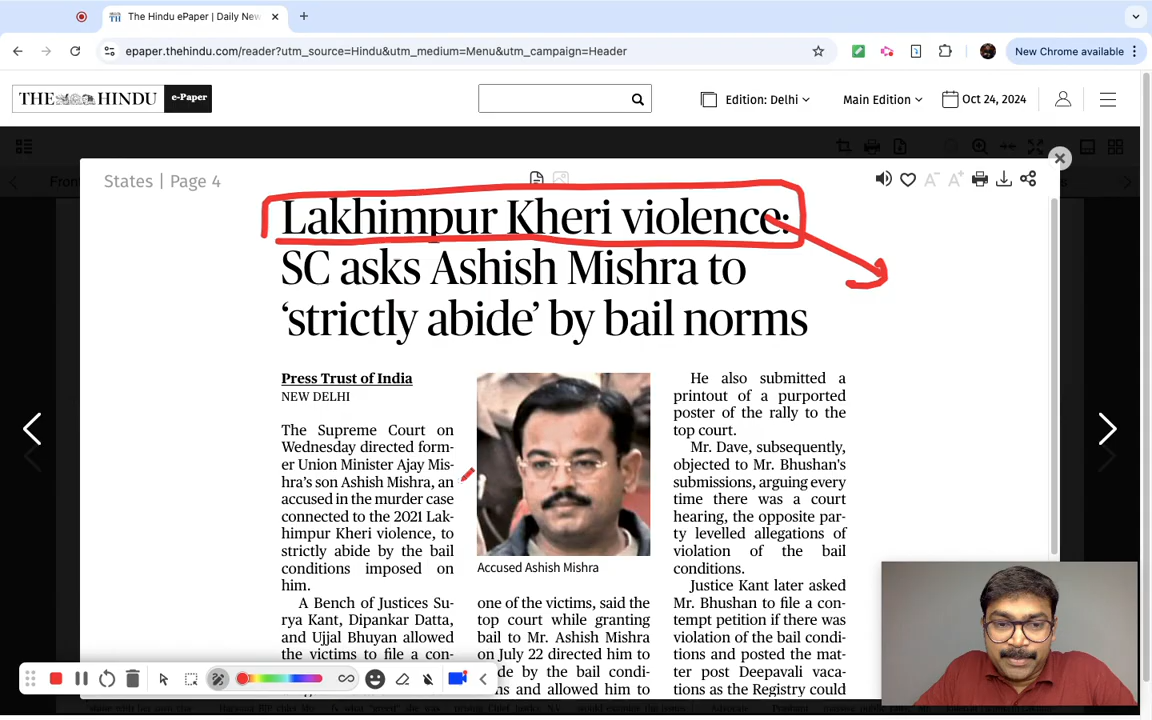 The Hindu ePaper | Daily New
epaper.thehindu.com/reader?utm_source=Hindu&utm_medium=Menu&utm_campaign=Header
New Chrome available
THE HINDU
e-Paper
Edition: Delhi
Main Edition
Oct 24, 2024
States | Page 4
A-
A+
Lakhimpur Kheri violence:
SC asks Ashish Mishra to
‘strictly abide’ by bail norms
Press Trust of India
NEW DELHI
The Supreme Court on
Wednesday directed form-
er Union Minister Ajay Mis-
hra's son Ashish Mishra, an
accused in the murder case
connected to the 2021 Lak-
himpur Kheri violence, to
strictly abide by the bail
conditions imposed on
him.
A Bench of Justices Su-
rya Kant, Dipankar Datta,
and Ujjal Bhuyan allowed
the victims to file a con-
Accused Ashish Mishra
one of the victims, said the
top court while granting
bail to Mr. Ashish Mishra
on July 22 directed him to
by the bail condi-
and allowed him to
He also submitted a
printout of a purported
poster of the rally to the
top court.
Mr. Dave, subsequently,
objected to Mr. Bhushan's
submissions, arguing every
time there was a court
hearing, the opposite par-
ty levelled allegations of
violation of the bail
conditions.
Justice Kant later asked
Mr. Bhushan to file a con-
tempt petition if there was
violation of the bail condi-
tions and posted the mat-
ter post Deepavali vaca-
tions as the Registry could